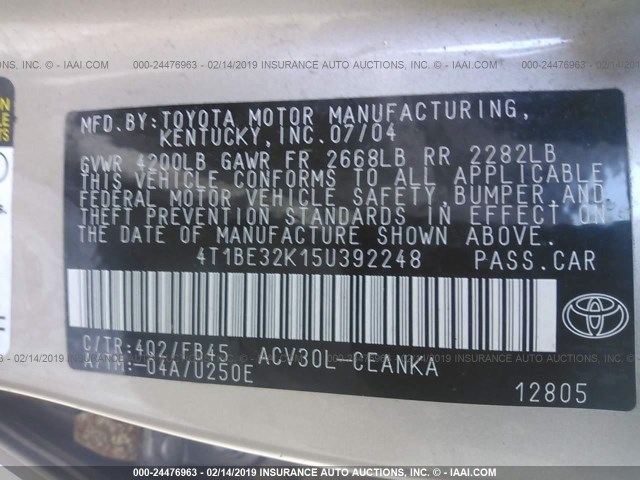 000-24476963 - 02/14/2019 INSURANCE AUTO AUCTIONS, INC. - © IAAI.COM
MFD.BY: TOYOTA MOTOR MANUFACTURING,
KENTUCKY, INC. 07/04
GVWR 4200LB GAWR FR 2668LB RR 2282LB
THIS VEHICLE CONFORMS TO ALL APPLICABLE
FEDERAL MOTOR VEHICLE SAFETY, BUMPER, AND
THEFT PREVENTION STANDARDS IN EFFECT ON
THE DATE OF MANUFACTURE SHOWN ABOVE.
4T1BE32K15U392248 PASS.CAR
C/TR:4Q2/FB45 ACV30L-CEANKA
A/TM:-04A/U250E
12805
000-24476963 - 02/14/2019 INSURANCE AUTO AUCTIONS, INC. - © IAAI.COM